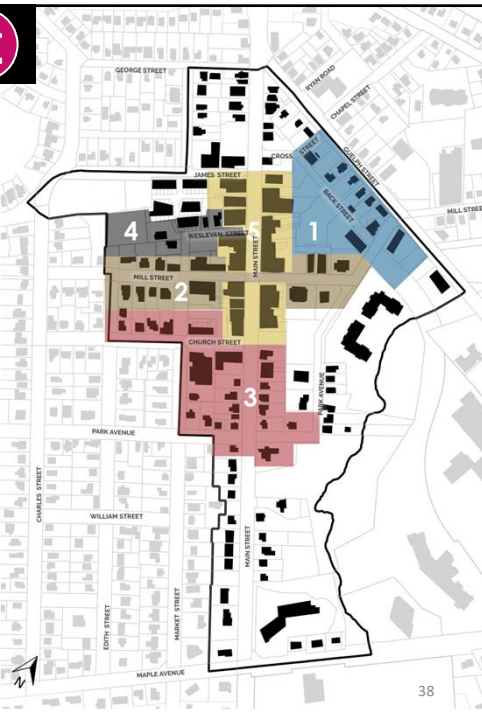 GEORGE STREET
RYAN ROAD
CHAPEL STREET
GUELPH STREET
CROSS STREET
JAMES STREET
BACK STREET
MILL STREET
4
5
1
WESLEYAN STREET
MAIN STREET
MILL STREET
2
CHURCH STREET
3
PARK AVENUE
PARK AVENUE
CHARLES STREET
WILLIAM STREET
MAIN STREET
EDITH STREET
MARKET STREET
MAPLE AVENUE
N
38